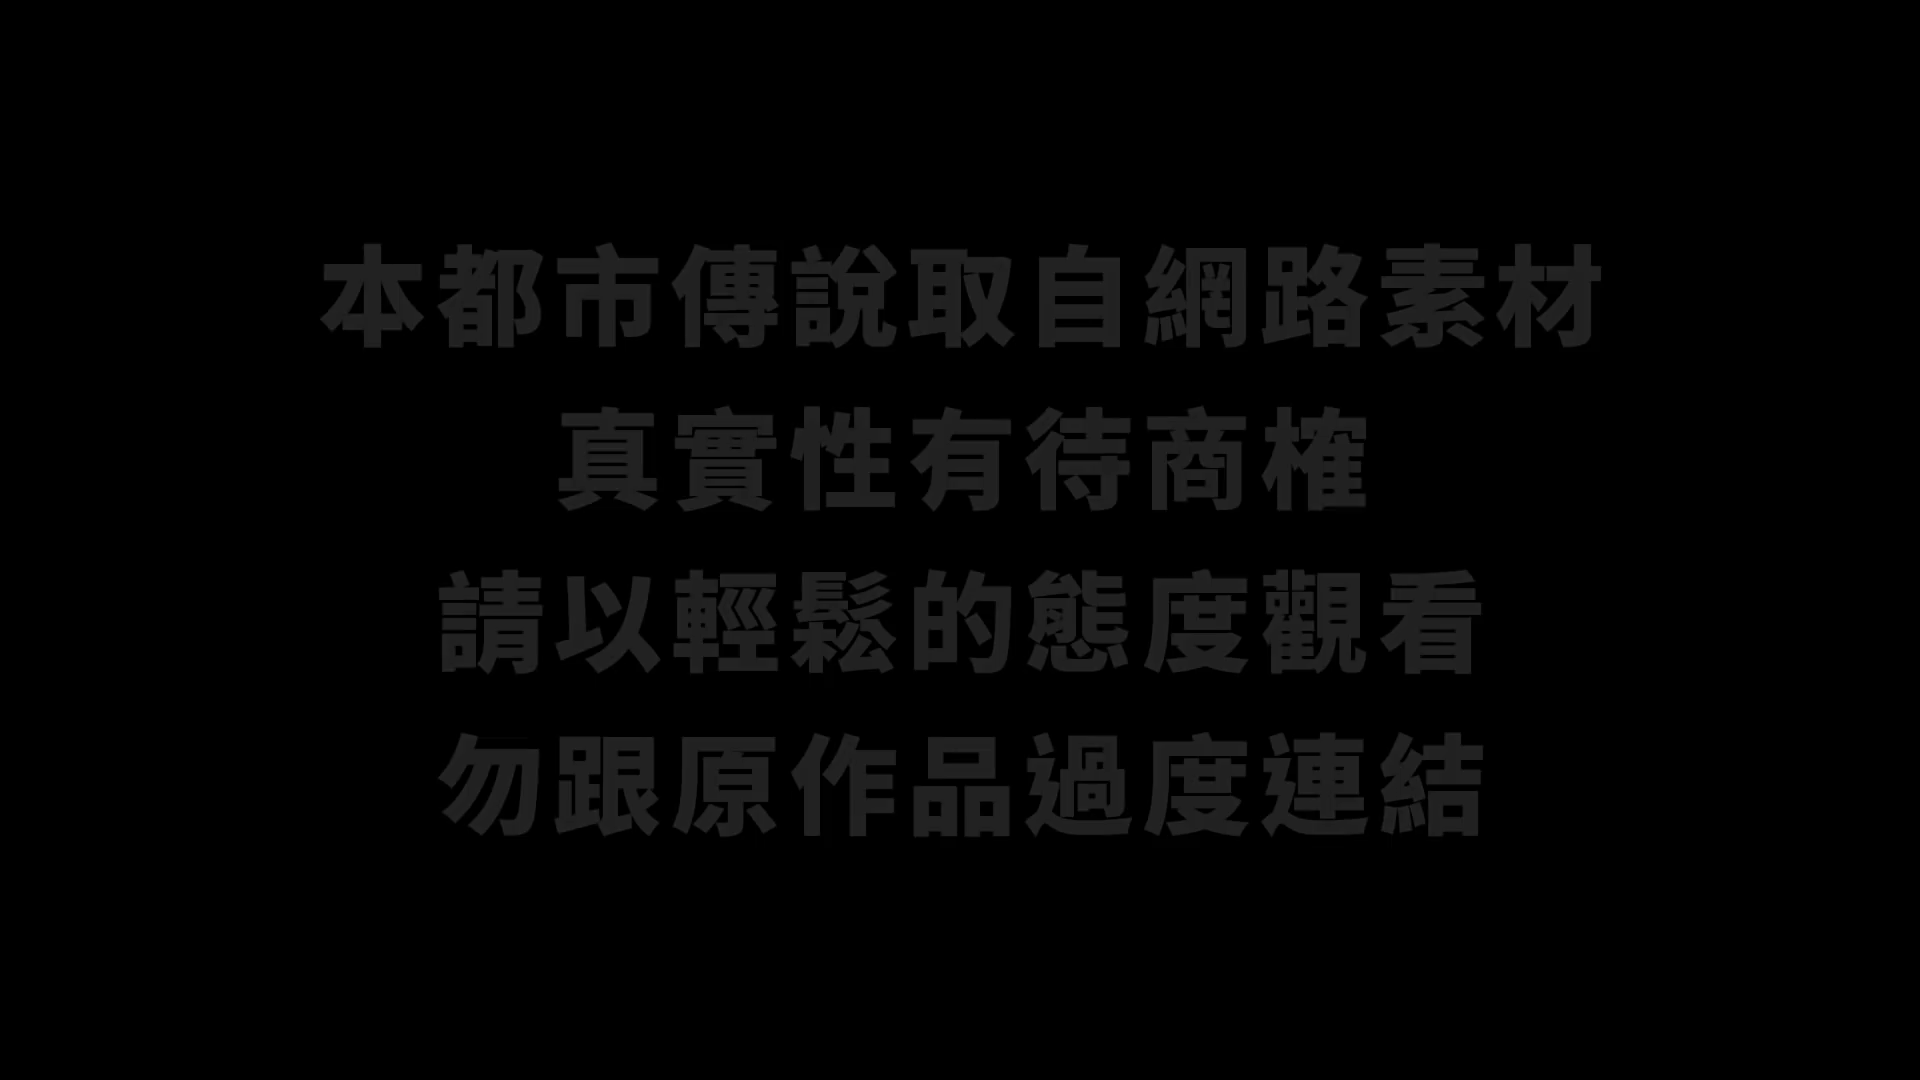 本都市傳說取自網路素材
真實性有待商榷
請以輕鬆的態度觀看
勿跟原作品過度連結